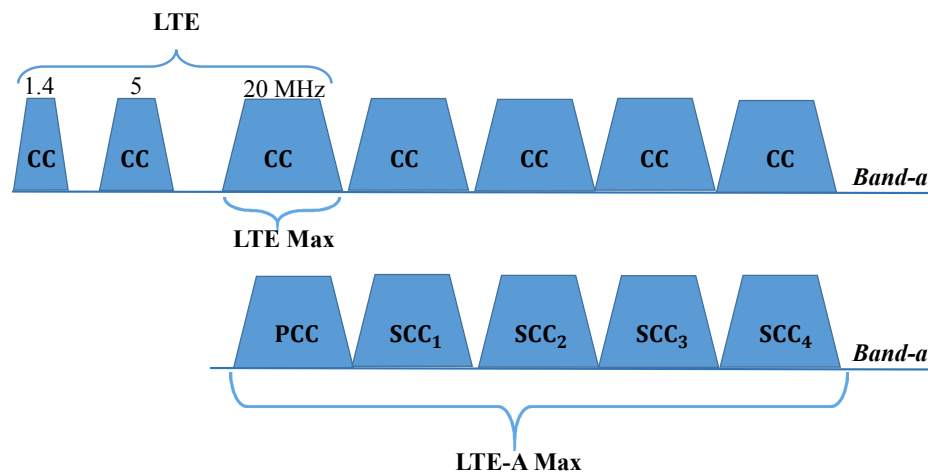 LTE
1.4 5 20 MHz
CC CC CC CC CC CC CC
Band-a
LTE Max
PCC SCC₁ SCC₂ SCC₃ SCC₄
Band-a
LTE-A Max